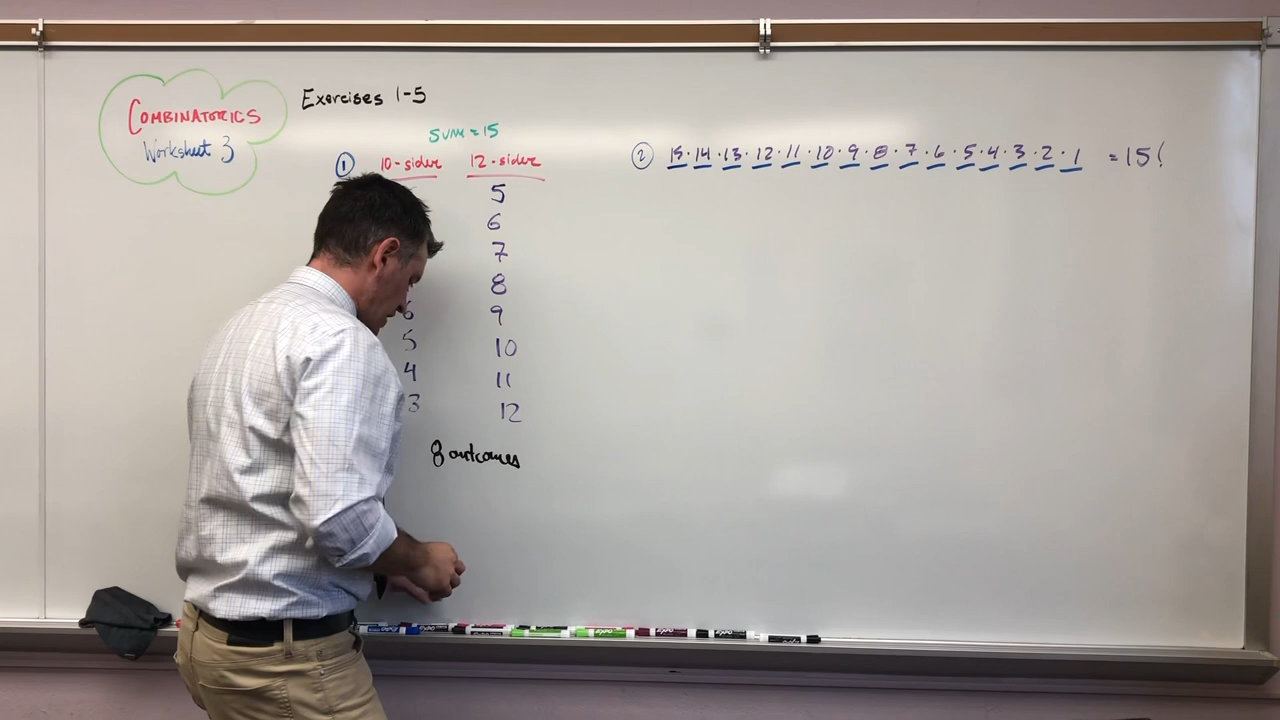 COMBINATORICS
Worksheet 3
Exercises 1-5
SUM = 15
① 10-sider 12-sider
5
6
7
8
6 9
5 10
4 11
3 12
8 outcomes
② 15·14·13·12·11·10·9·8·7·6·5·4·3·2·1 = 15!